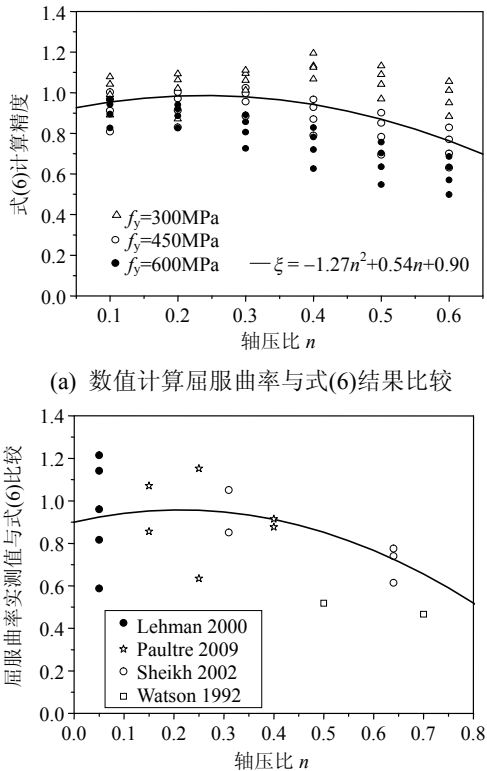 1.4
1.2
1.0
0.8
0.6
0.4
0.2
0.0
式(6)计算精度
△ fy=300MPa
○ fy=450MPa
● fy=600MPa
— ξ = −1.27n²+0.54n+0.90
0.1 0.2 0.3 0.4 0.5 0.6
轴压比 n
(a) 数值计算屈服曲率与式(6)结果比较
1.4
1.2
1.0
0.8
0.6
0.4
0.2
0.0
屈服曲率实测值与式(6)比较
● Lehman 2000
☆ Paultre 2009
○ Sheikh 2002
□ Watson 1992
0.0 0.1 0.2 0.3 0.4 0.5 0.6 0.7 0.8
轴压比 n